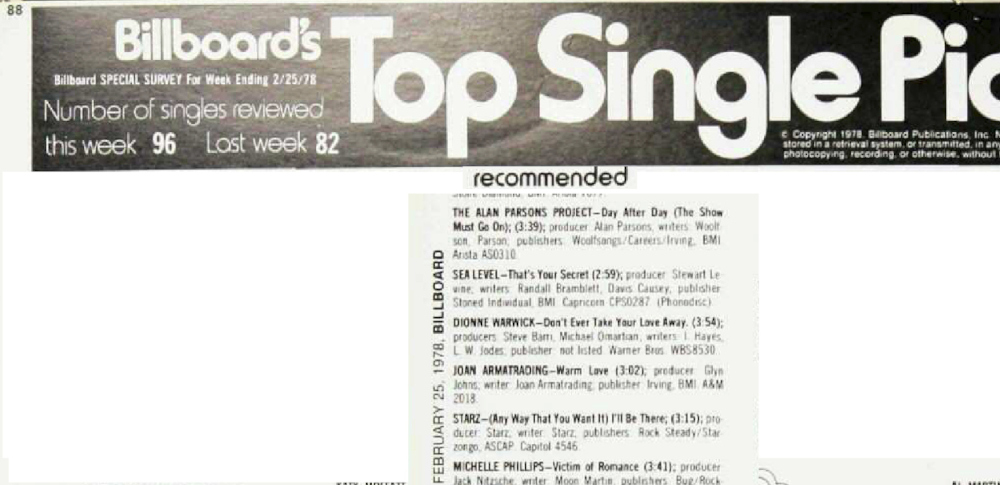 88
Billboard's Top Single
Billboard SPECIAL SURVEY For Week Ending 2/25/78
Number of singles reviewed
this week 96 Last week 82
© Copyright 1978, Billboard Publications, Inc.
stored in a retrieval system, or transmitted, in any
photocopying, recording, or otherwise, without
recommended
THE ALAN PARSONS PROJECT—Day After Day (The Show
Must Go On); (3:39); producer Alan Parsons, writers: Woolf-
son, Parson; publishers: Woolfsongs/Careers/Irving, BMI
Arista AS0310.
SEA LEVEL—That's Your Secret (2:59); producer: Stewart Le-
vine; writers: Randall Bramblett, Davis Causey, publisher:
Stoned Individual, BMI. Capricorn CPS0287 (Phonodisc).
DIONNE WARWICK—Don't Ever Take Your Love Away. (3:54);
producers: Steve Barri, Michael Omartian; writers: I. Hayes,
L. W. Jodes; publisher: not listed. Warner Bros. WBS8530.
JOAN ARMATRADING—Warm Love (3:02); producer: Glyn
Johns; writer: Joan Armatrading; publisher: Irving, BMI. A&M
2018.
STARZ—(Any Way That You Want It) I'll Be There; (3:15); pro-
ducer: Starz; writer: Starz; publishers: Rock Steady/Star-
zongo, ASCAP. Capitol 4546.
MICHELLE PHILLIPS—Victim of Romance (3:41); producer
Jack Nitzsche; writer: Moon Martin; publishers: Bug/Rock
FEBRUARY 25, 1978, BILLBOARD